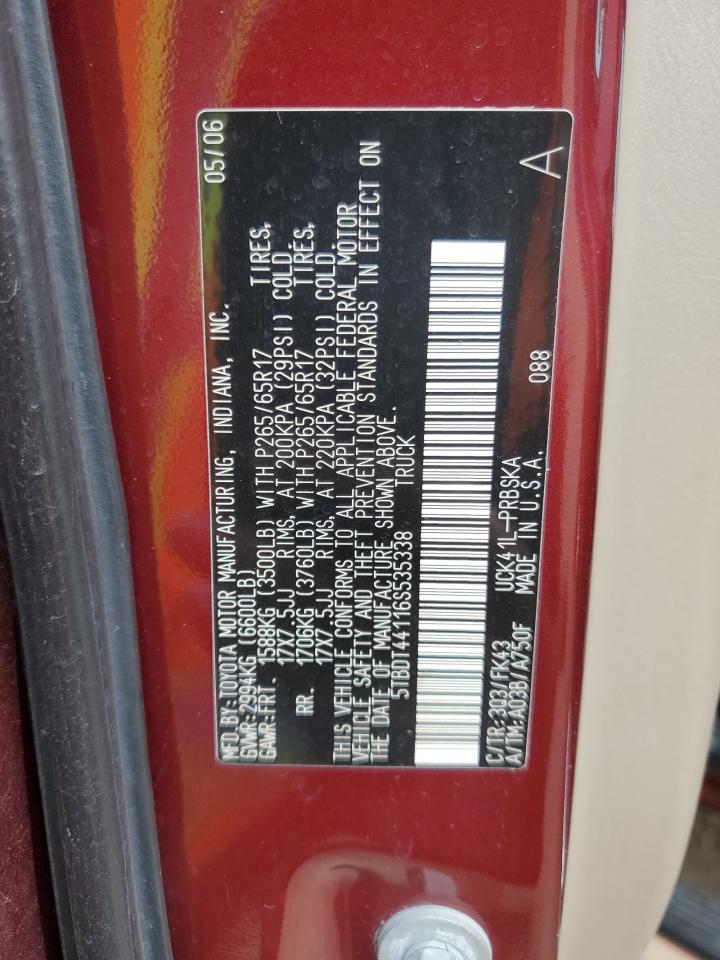 MFD.BY:TOYOTA MOTOR MANUFACTURING, INDIANA, INC. 05/06
GVWR:2994KG (6600LB)
GAWR:FRT. 1588KG (3500LB) WITH P265/65R17 TIRES,
17X7.5JJ RIMS, AT 200KPA (29PSI) COLD.
RR. 1706KG (3760LB) WITH P265/65R17 TIRES,
17X7.5JJ RIMS, AT 220KPA (32PSI) COLD.
THIS VEHICLE CONFORMS TO ALL APPLICABLE FEDERAL MOTOR
VEHICLE SAFETY AND THEFT PREVENTION STANDARDS IN EFFECT ON
THE DATE OF MANUFACTURE SHOWN ABOVE.
5TBDT44116S535338 TRUCK
C/TR:3Q3/FK43 UCK41L-PRBSKA
A/TM:A03B/A750F MADE IN U.S.A. 088
A